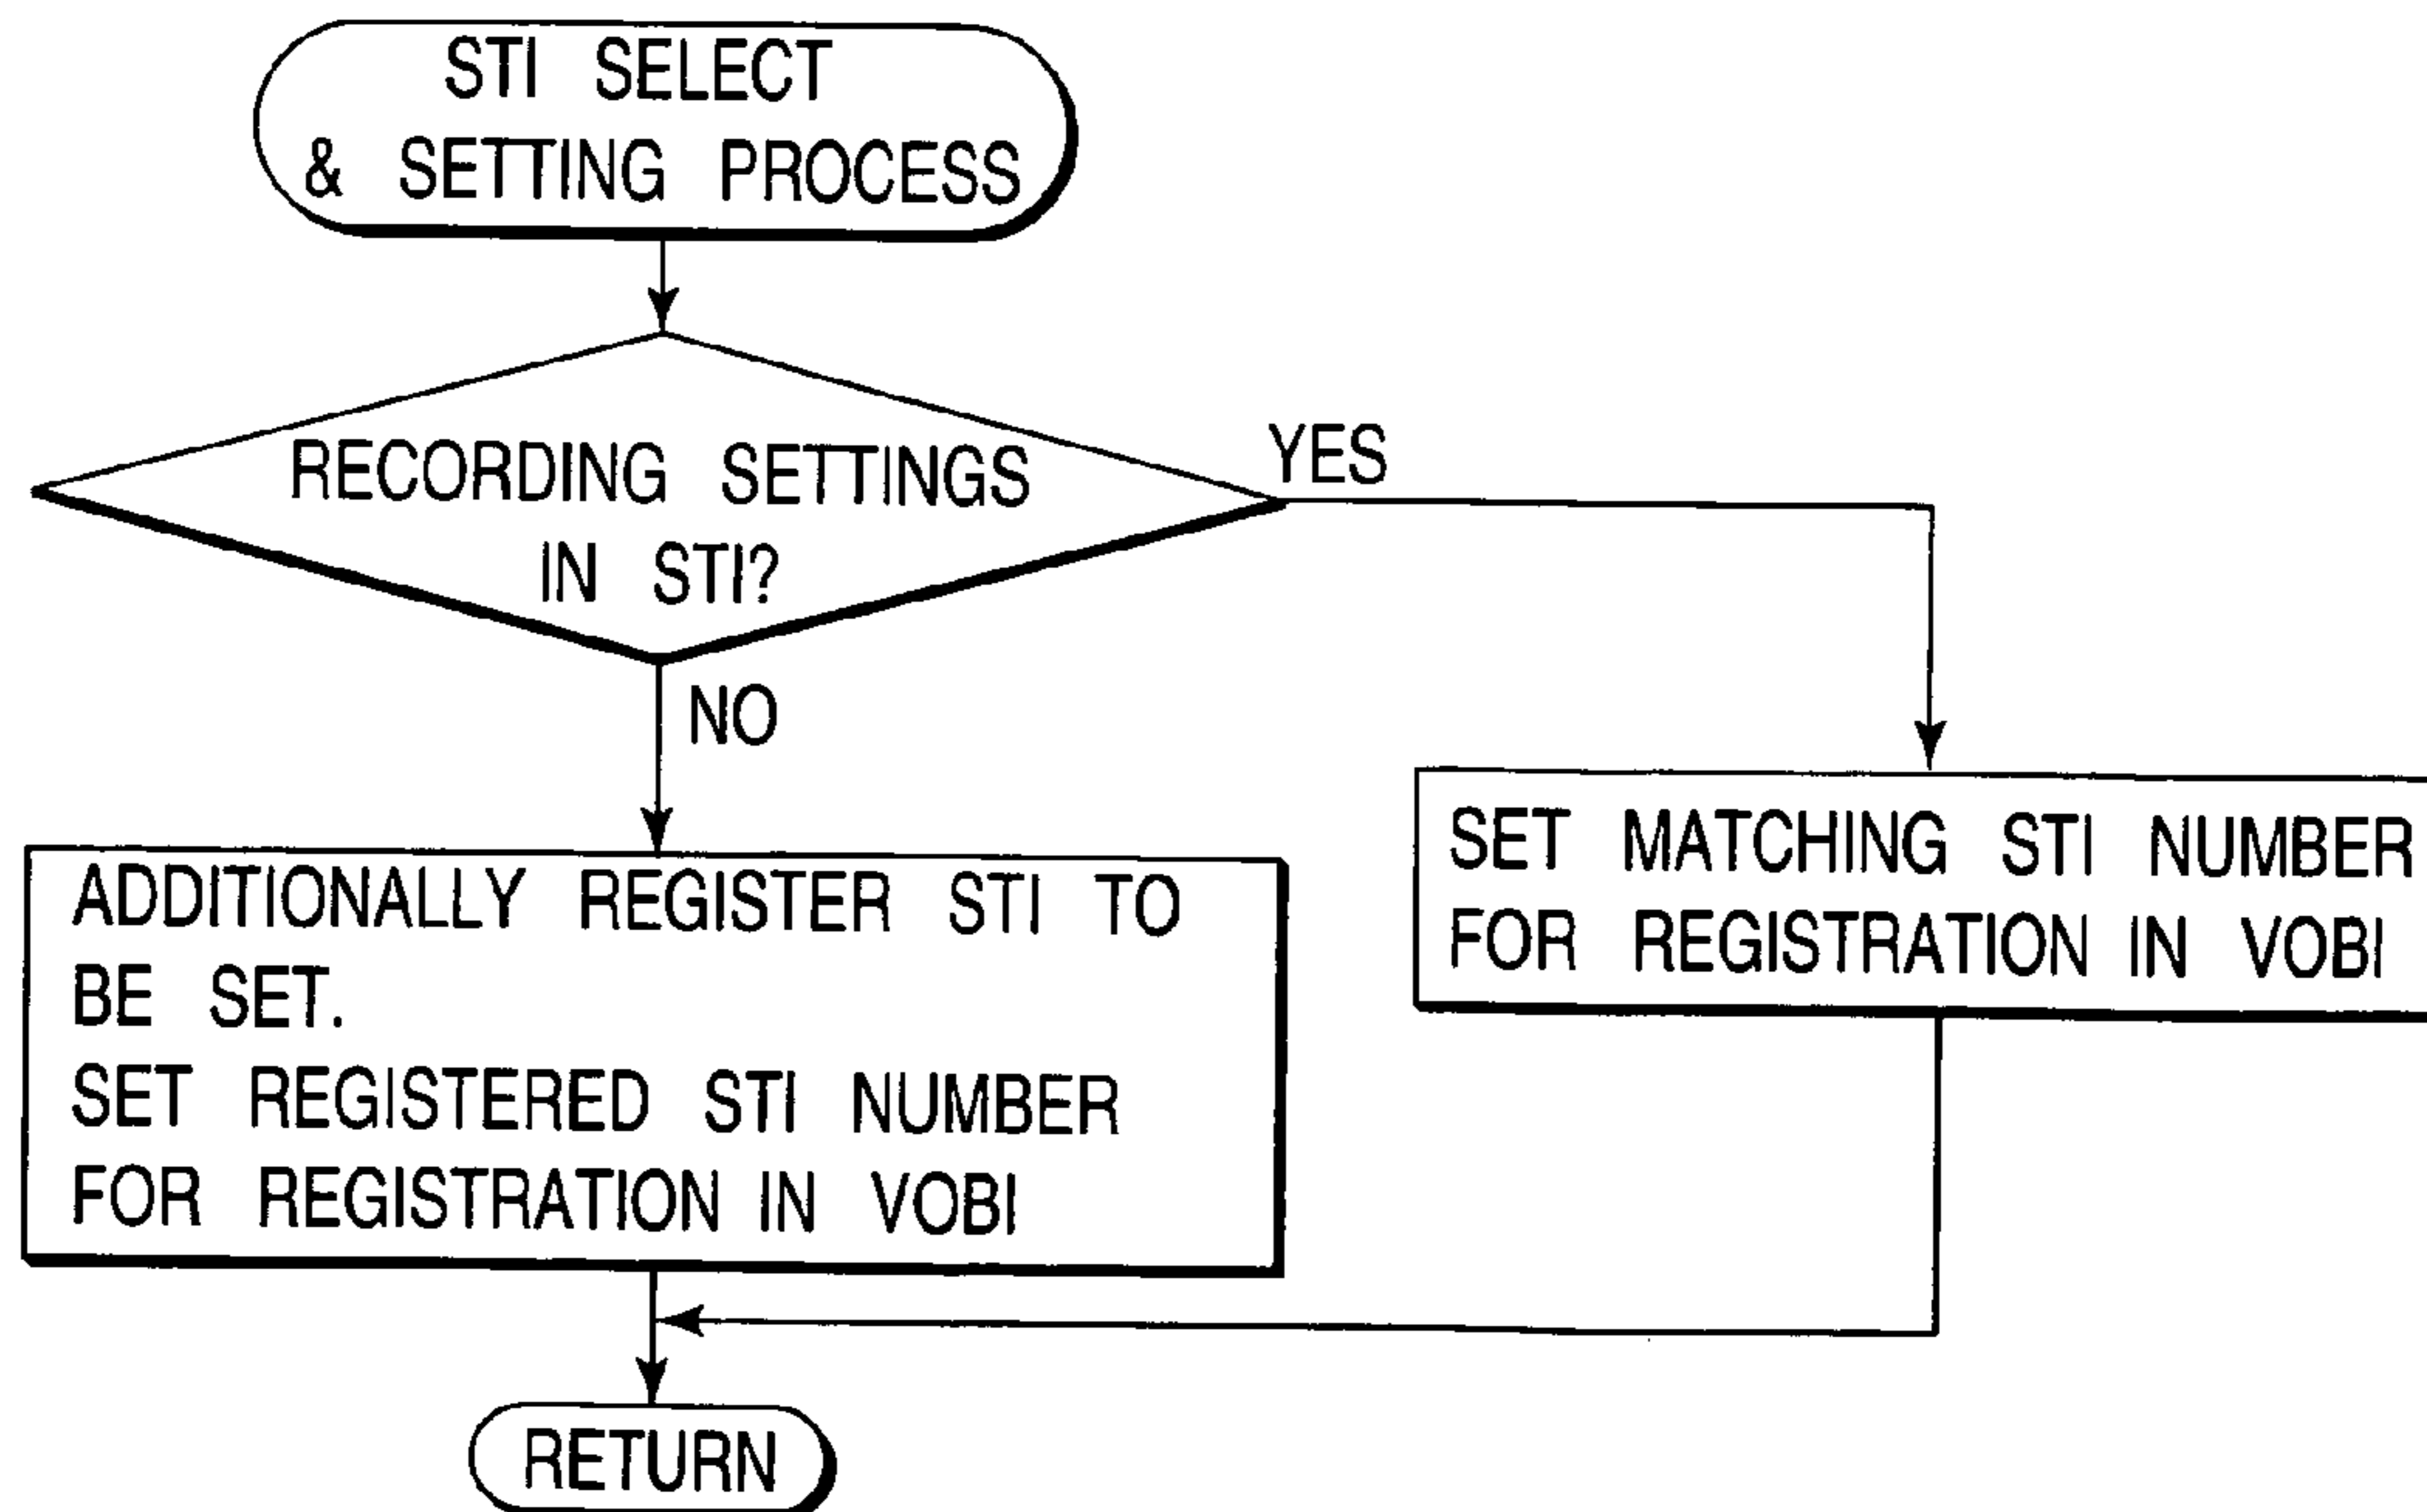 STI SELECT
& SETTING PROCESS
RECORDING SETTINGS
IN STI?
YES
NO
SET MATCHING STI NUMBER
FOR REGISTRATION IN VOBI
ADDITIONALLY REGISTER STI TO
BE SET.
SET REGISTERED STI NUMBER
FOR REGISTRATION IN VOBI
RETURN